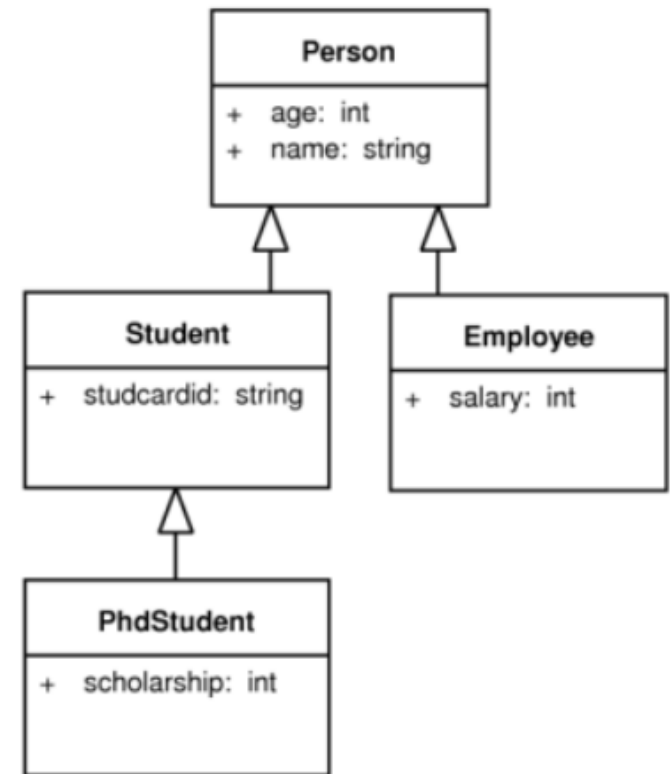 Person
+ age: int
+ name: string
Student
+ studcardid: string
Employee
+ salary: int
PhdStudent
+ scholarship: int